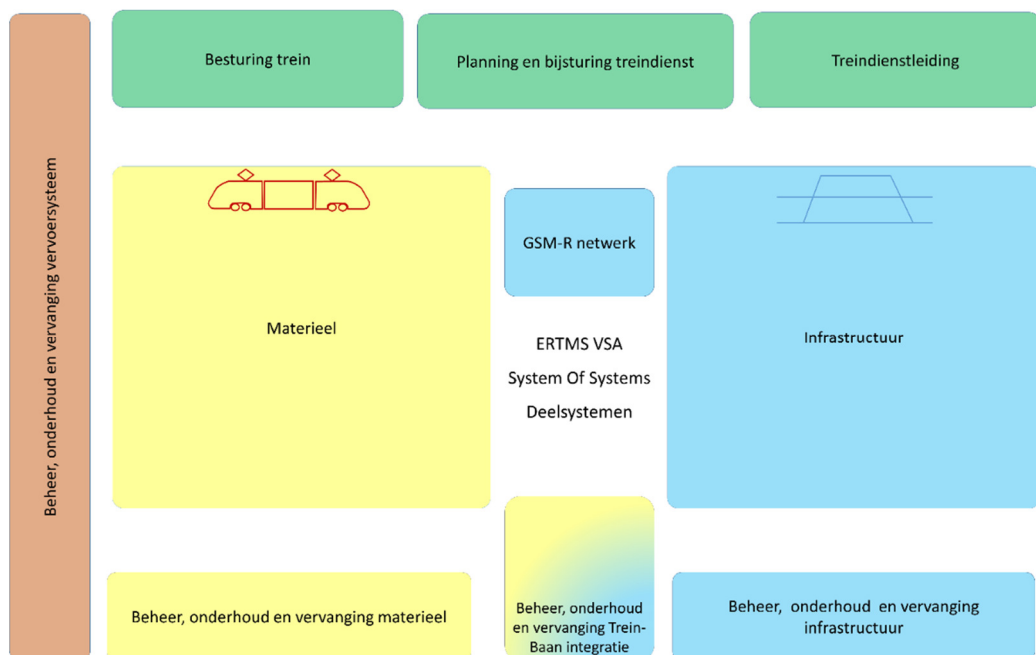 Beheer, onderhoud en vervanging vervoersysteem
Besturing trein
Planning en bijsturing treindienst
Treindienstleiding
Materieel
GSM-R netwerk
ERTMS VSA
System Of Systems
Deelsystemen
Infrastructuur
Beheer, onderhoud en vervanging materieel
Beheer, onderhoud
en vervanging Trein-
Baan integratie
Beheer, onderhoud en vervanging
infrastructuur